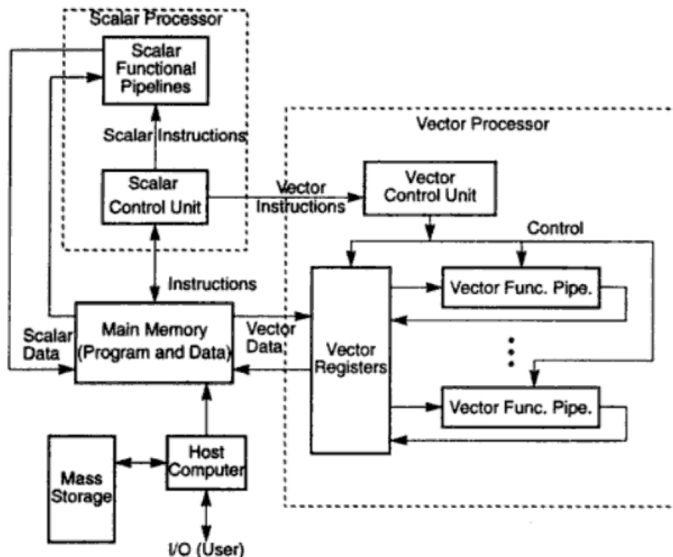 Scalar Processor
Scalar
Functional
Pipelines
Scalar Instructions
Scalar
Control Unit
Vector
Instructions
Vector Processor
Vector
Control Unit
Control
Instructions
Main Memory
(Program and Data)
Scalar
Data
Vector
Data
Vector
Registers
Vector Func. Pipe.
Vector Func. Pipe.
Mass
Storage
Host
Computer
I/O (User)